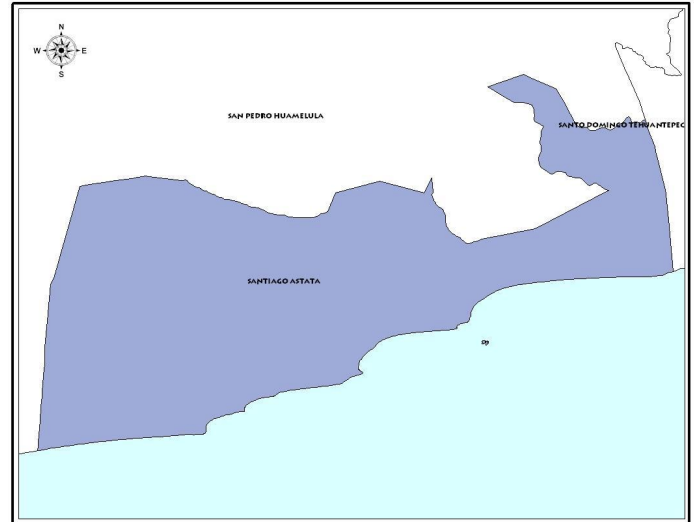 N
W E
S
SAN PEDRO HUAMELULA
SANTO DOMINGO TEHUANTEPEC
SANTIAGO ASTATA